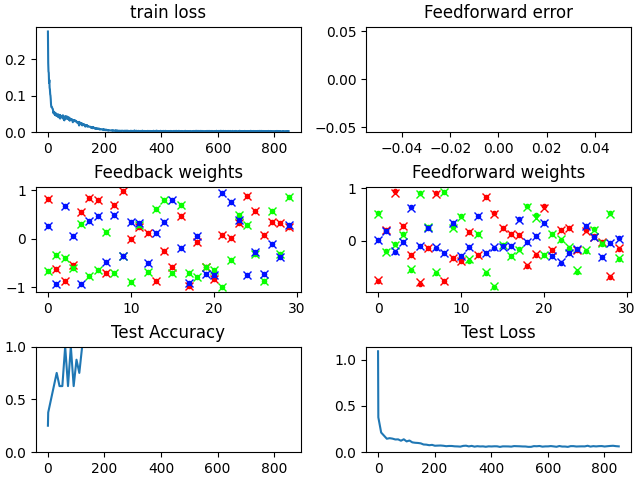 train loss
Feedforward error
0.2
0.1
0.0
0 200 400 600 800
0.05
0.00
−0.05
−0.04 −0.02 0.00 0.02 0.04
Feedback weights
Feedforward weights
1
0
−1
0 10 20 30
1
0
0 10 20 30
Test Accuracy
Test Loss
1.0
0.5
0.0
0 200 400 600 800
1.0
0.5
0.0
0 200 400 600 800